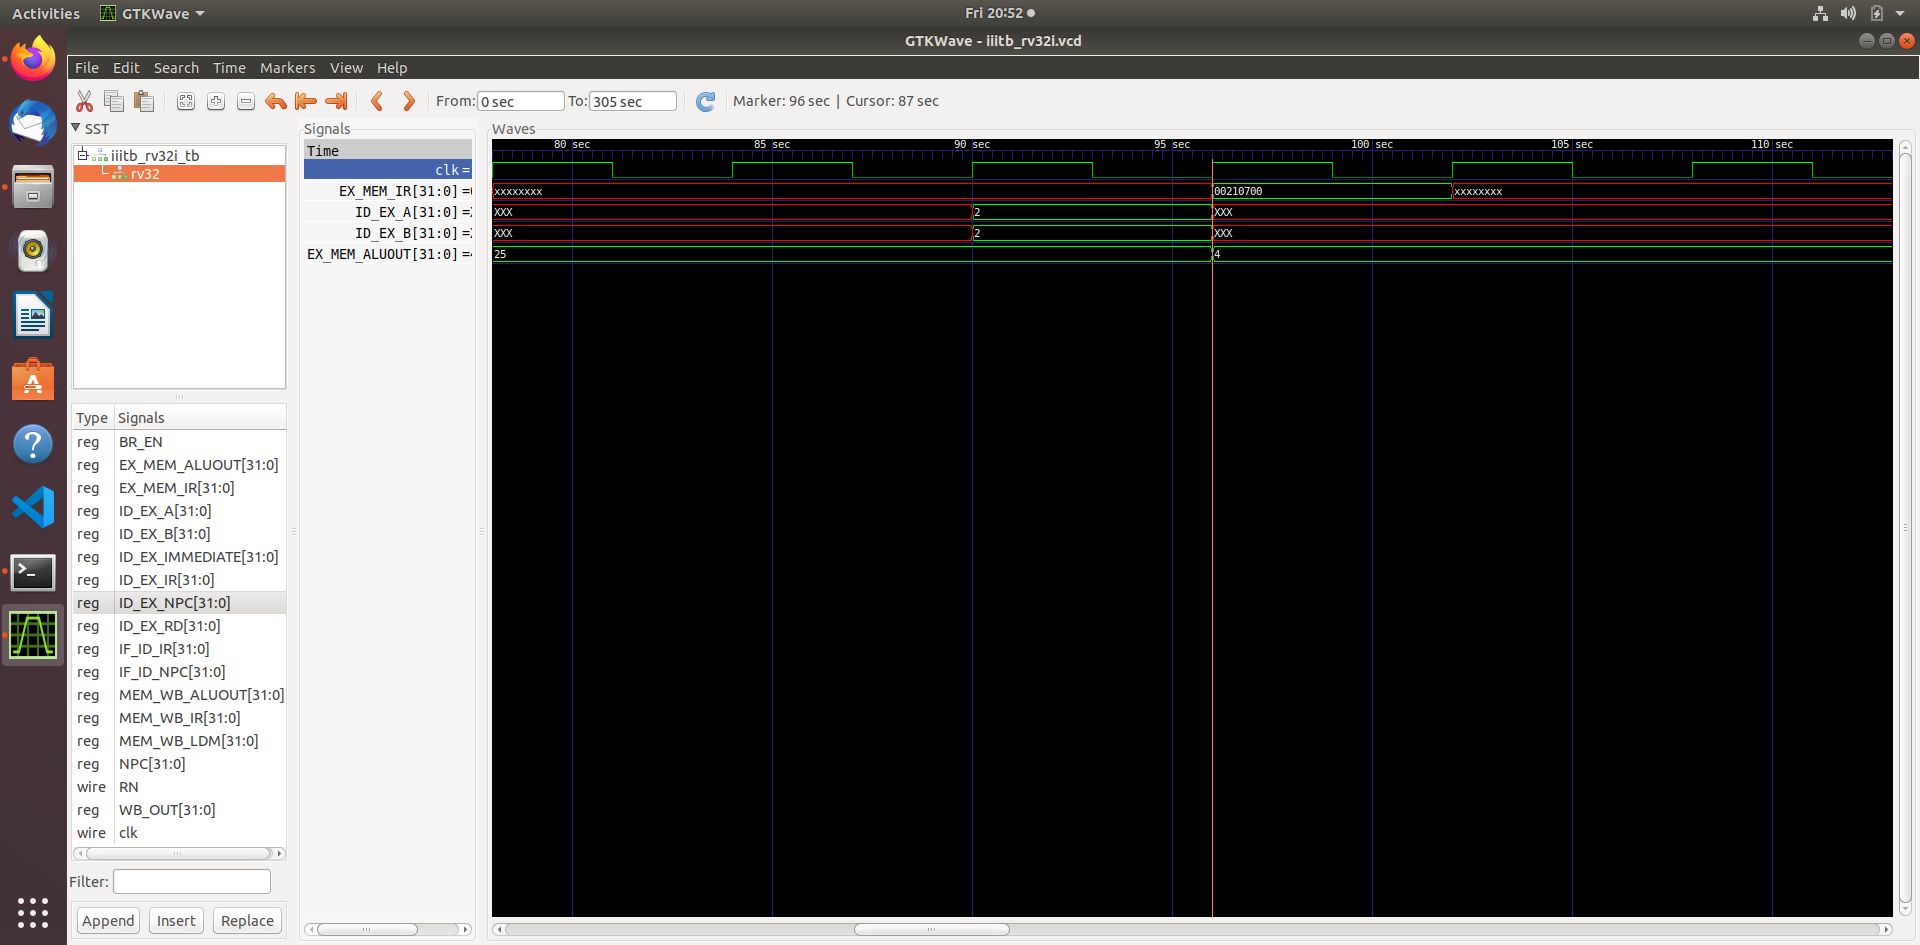 Activities GTKWave Fri 20:52
GTKWave - iiitb_rv32i.vcd
File Edit Search Time Markers View Help
From: 0 sec To: 305 sec Marker: 96 sec | Cursor: 87 sec
SST
iiitb_rv32i_tb
rv32
Type Signals
reg BR_EN
reg EX_MEM_ALUOUT[31:0]
reg EX_MEM_IR[31:0]
reg ID_EX_A[31:0]
reg ID_EX_B[31:0]
reg ID_EX_IMMEDIATE[31:0]
reg ID_EX_IR[31:0]
reg ID_EX_NPC[31:0]
reg ID_EX_RD[31:0]
reg IF_ID_IR[31:0]
reg IF_ID_NPC[31:0]
reg MEM_WB_ALUOUT[31:0]
reg MEM_WB_IR[31:0]
reg MEM_WB_LDM[31:0]
reg NPC[31:0]
wire RN
reg WB_OUT[31:0]
wire clk
Filter:
Append Insert Replace
Signals
Time
clk =
EX_MEM_IR[31:0] =
ID_EX_A[31:0] =
ID_EX_B[31:0] =
EX_MEM_ALUOUT[31:0] =
Waves
80 sec 85 sec 90 sec 95 sec 100 sec 105 sec 110 sec
xxxxxxxx 00210700 xxxxxxxx
XXX 2 XXX
XXX 2 XXX
25 4